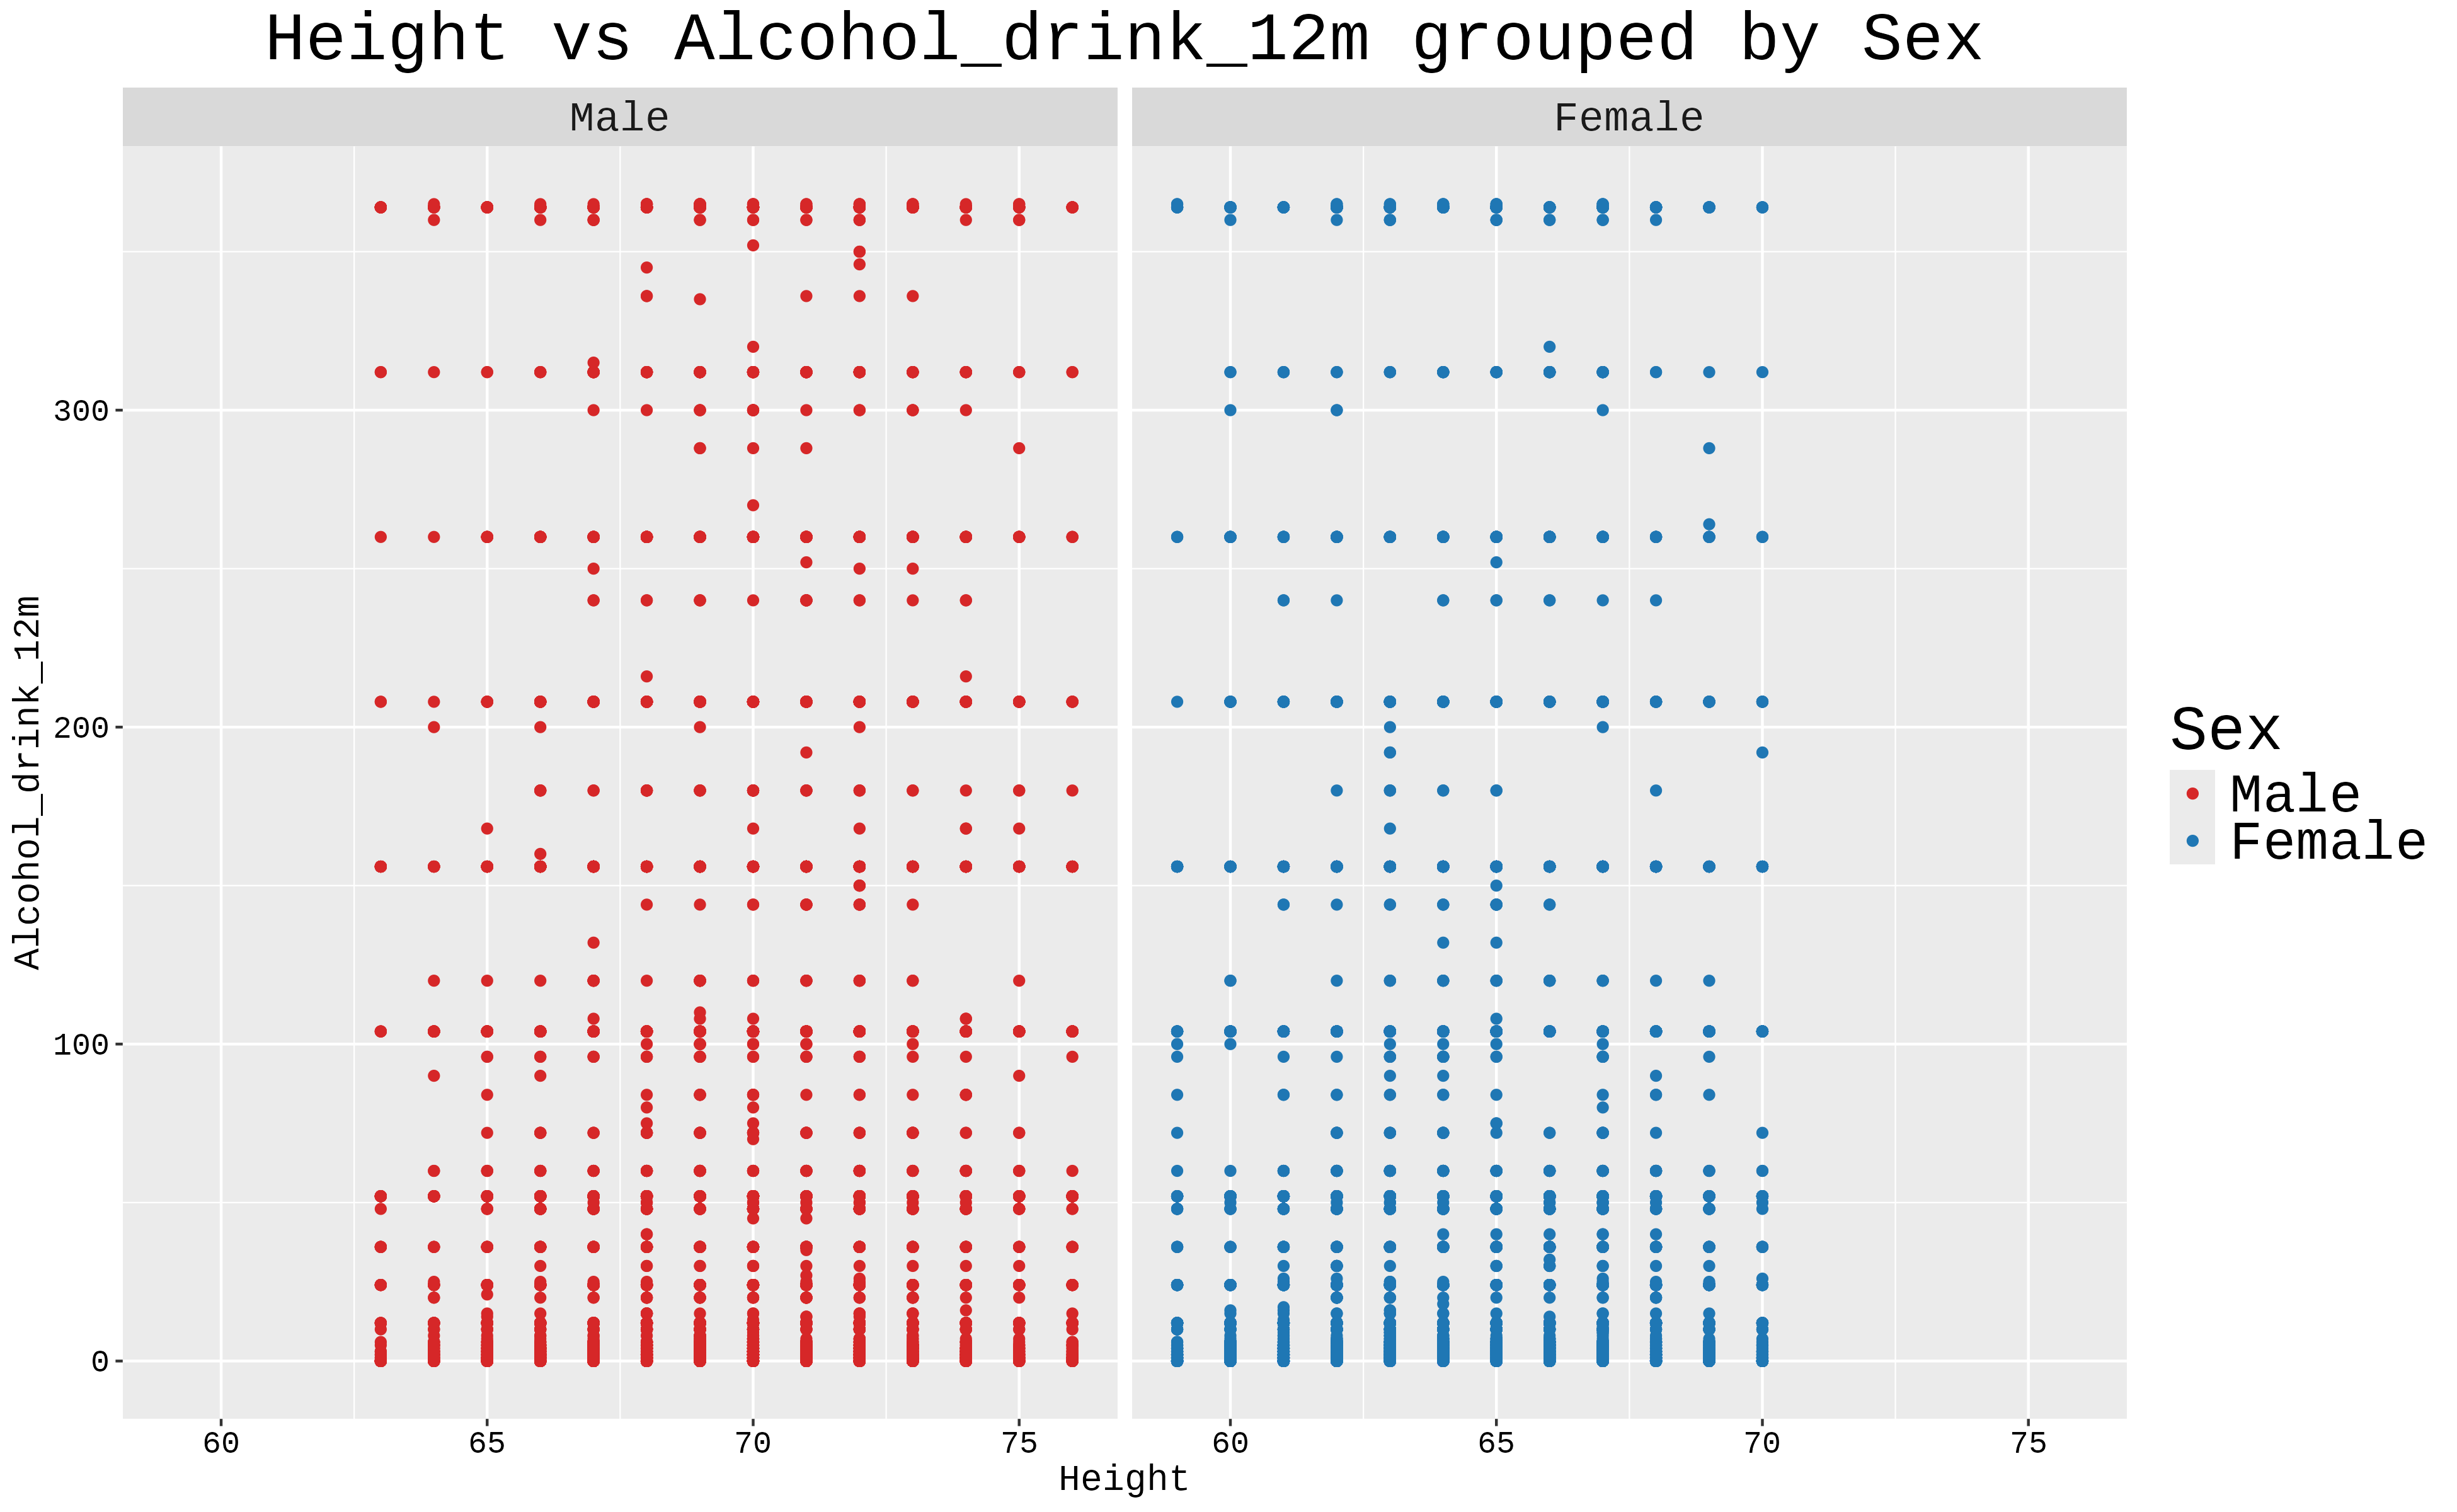 Height vs Alcohol_drink_12m grouped by Sex
Male
Female
Alcohol_drink_12m
300
200
100
0
60
65
70
75
60
65
70
75
Height
Sex
Male
Female